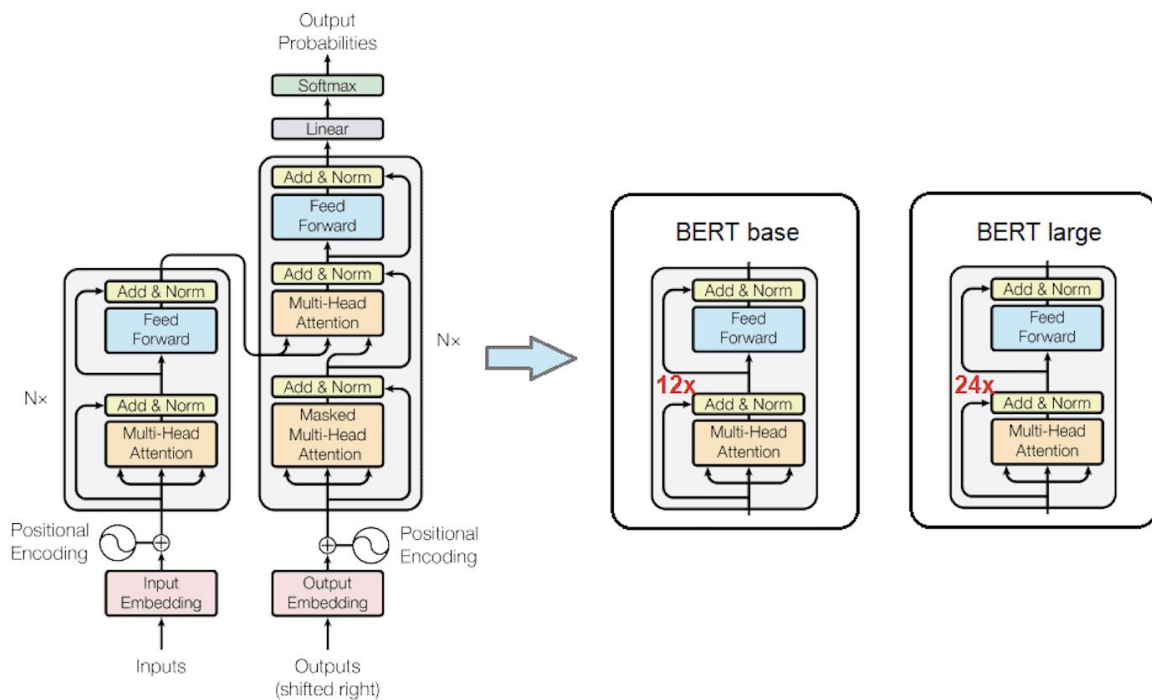 Output
Probabilities
Softmax
Linear
Add & Norm
Feed
Forward
Add & Norm
Multi-Head
Attention
Add & Norm
Masked
Multi-Head
Attention
Nx
Add & Norm
Feed
Forward
Add & Norm
Multi-Head
Attention
Nx
Positional
Encoding
Positional
Encoding
Input
Embedding
Output
Embedding
Inputs
Outputs
(shifted right)
BERT base
Add & Norm
Feed
Forward
12x
Add & Norm
Multi-Head
Attention
BERT large
Add & Norm
Feed
Forward
24x
Add & Norm
Multi-Head
Attention